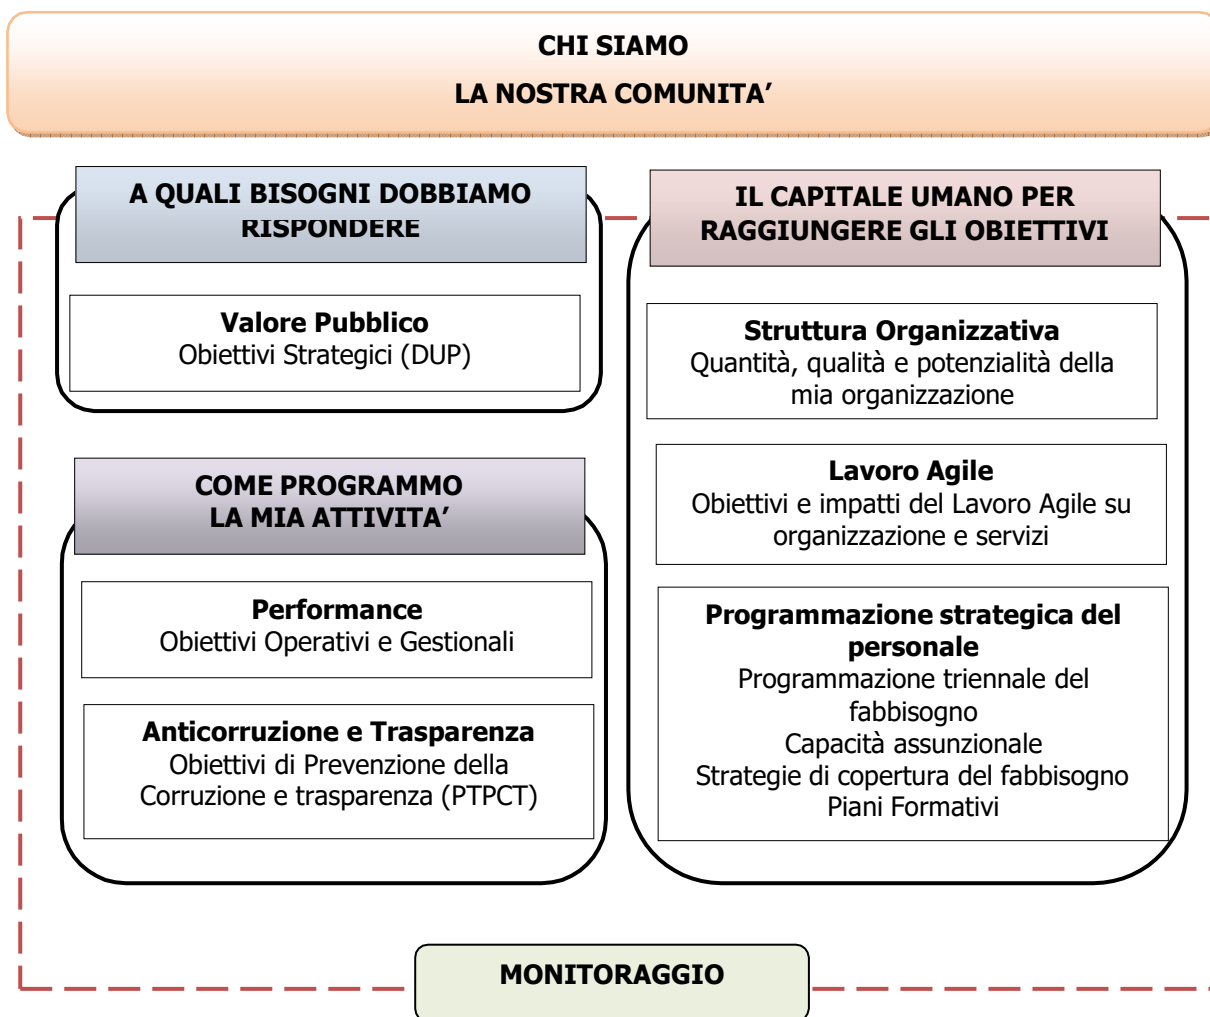 CHI SIAMO
LA NOSTRA COMUNITA’
A QUALI BISOGNI DOBBIAMO
RISPONDERE
Valore Pubblico
Obiettivi Strategici (DUP)
COME PROGRAMMO
LA MIA ATTIVITA’
Performance
Obiettivi Operativi e Gestionali
Anticorruzione e Trasparenza
Obiettivi di Prevenzione della
Corruzione e trasparenza (PTPCT)
IL CAPITALE UMANO PER
RAGGIUNGERE GLI OBIETTIVI
Struttura Organizzativa
Quantità, qualità e potenzialità della
mia organizzazione
Lavoro Agile
Obiettivi e impatti del Lavoro Agile su
organizzazione e servizi
Programmazione strategica del
personale
Programmazione triennale del
fabbisogno
Capacità assunzionale
Strategie di copertura del fabbisogno
Piani Formativi
MONITORAGGIO